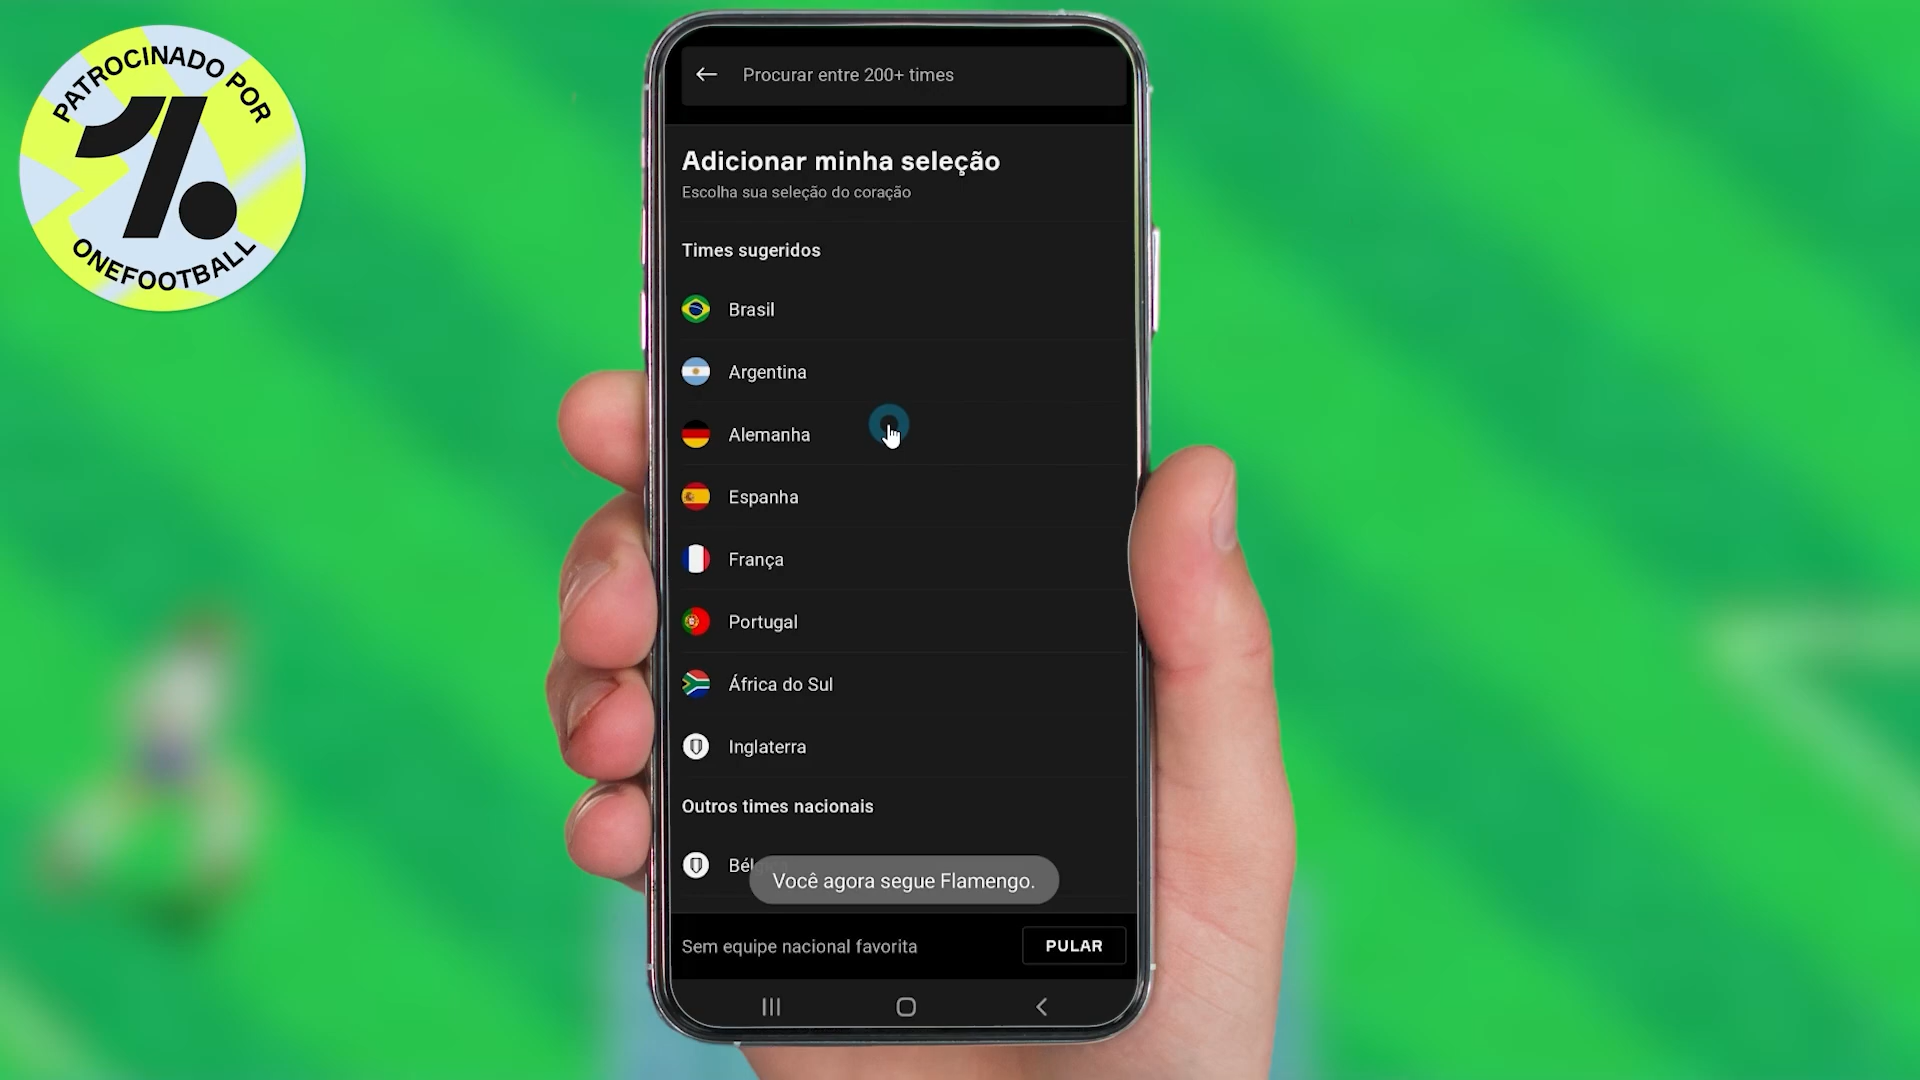 PATROCINADO POR
ONEFOOTBALL
Procurar entre 200+ times
Adicionar minha seleção
Escolha sua seleção do coração
Times sugeridos
Brasil
Argentina
Alemanha
Espanha
França
Portugal
África do Sul
Inglaterra
Outros times nacionais
Você agora segue Flamengo.
Sem equipe nacional favorita
PULAR